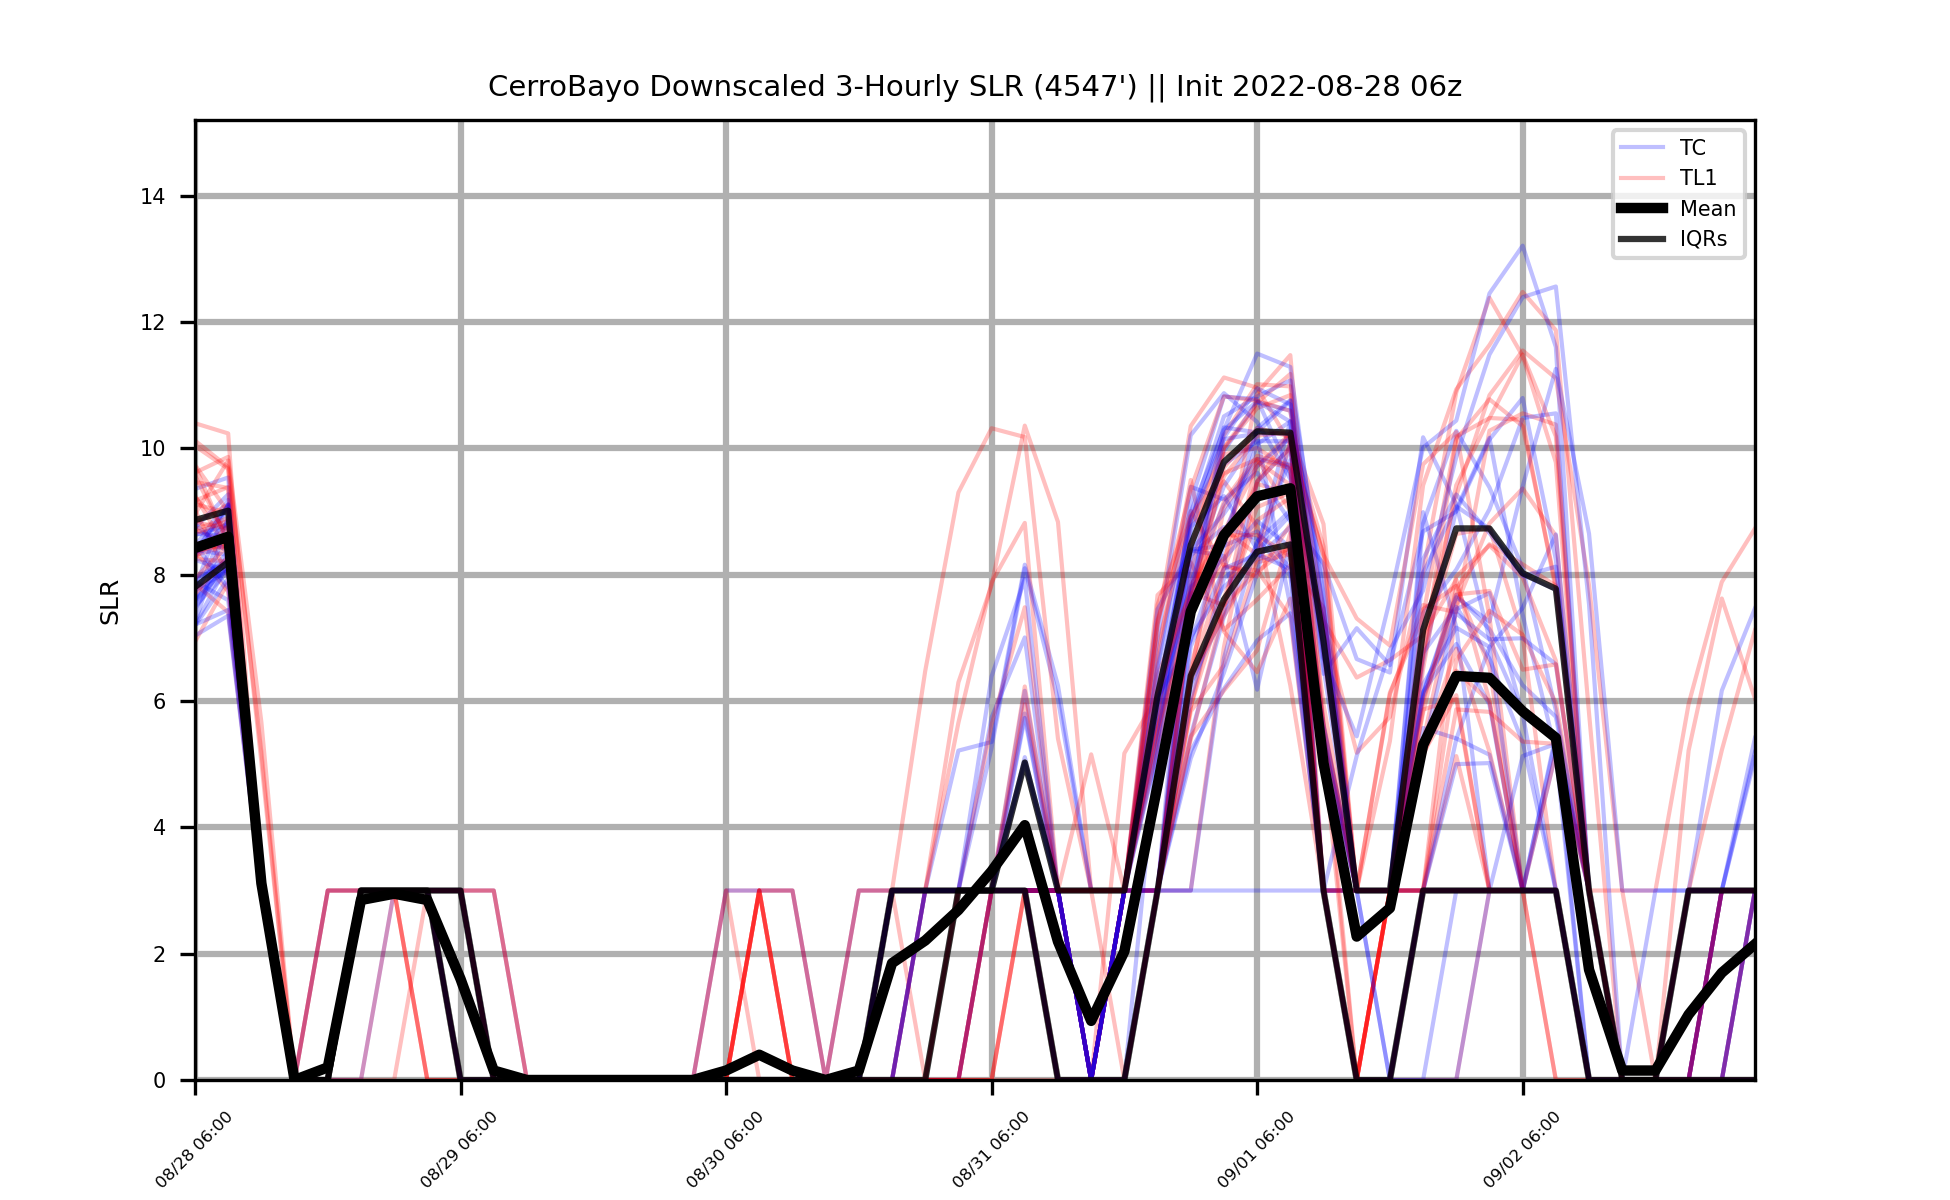 CerroBayo Downscaled 3-Hourly SLR (4547') || Init 2022-08-28 06z
TC
TL1
Mean
IQRs
SLR
14
12
10
8
6
4
2
0
08/28 06:00
08/29 06:00
08/30 06:00
08/31 06:00
09/01 06:00
09/02 06:00